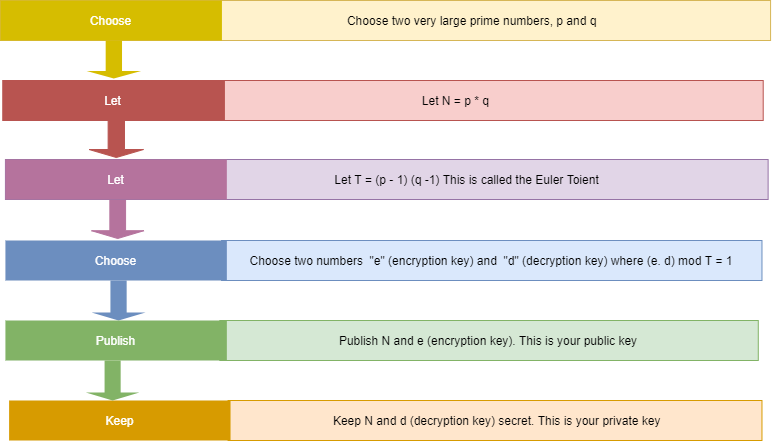 Choose Choose two very large prime numbers, p and q
Let Let N = p * q
Let Let T = (p - 1) (q -1) This is called the Euler Toient
Choose Choose two numbers "e" (encryption key) and "d" (decryption key) where (e. d) mod T = 1
Publish Publish N and e (encryption key). This is your public key
Keep Keep N and d (decryption key) secret. This is your private key